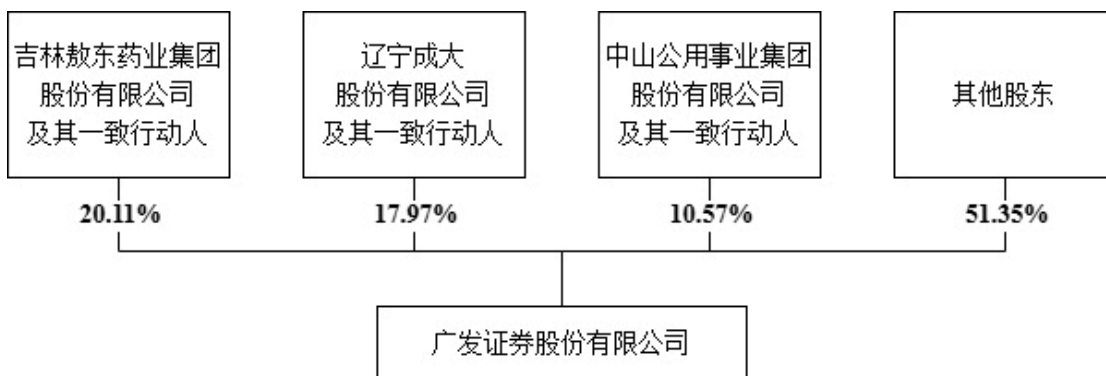 吉林敖东药业集团
股份有限公司
及其一致行动人
辽宁成大
股份有限公司
及其一致行动人
中山公用事业集团
股份有限公司
及其一致行动人
其他股东
20.11%
17.97%
10.57%
51.35%
广发证券股份有限公司